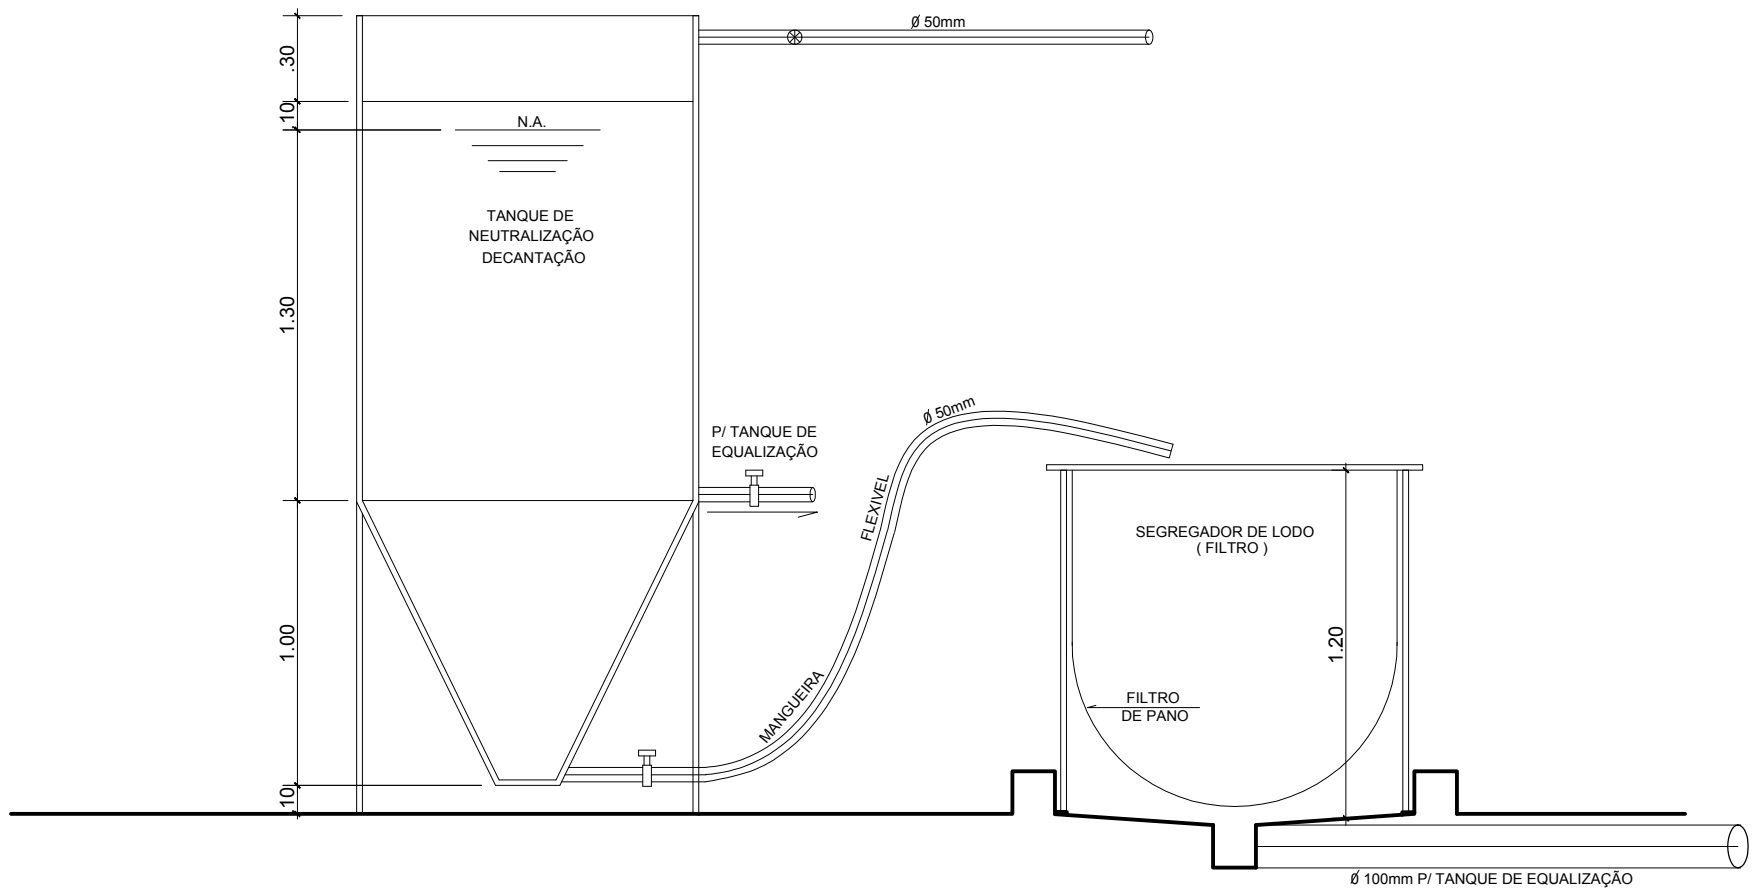 Ø 50mm
.30
.10
N.A.
TANQUE DE
NEUTRALIZAÇÃO
DECANTAÇÃO
1.30
P/ TANQUE DE
EQUALIZAÇÃO
Ø 50mm
FLEXIVEL
MANGUEIRA
SEGREGADOR DE LODO
( FILTRO )
1.00
1.20
FILTRO
DE PANO
.10
Ø 100mm P/ TANQUE DE EQUALIZAÇÃO